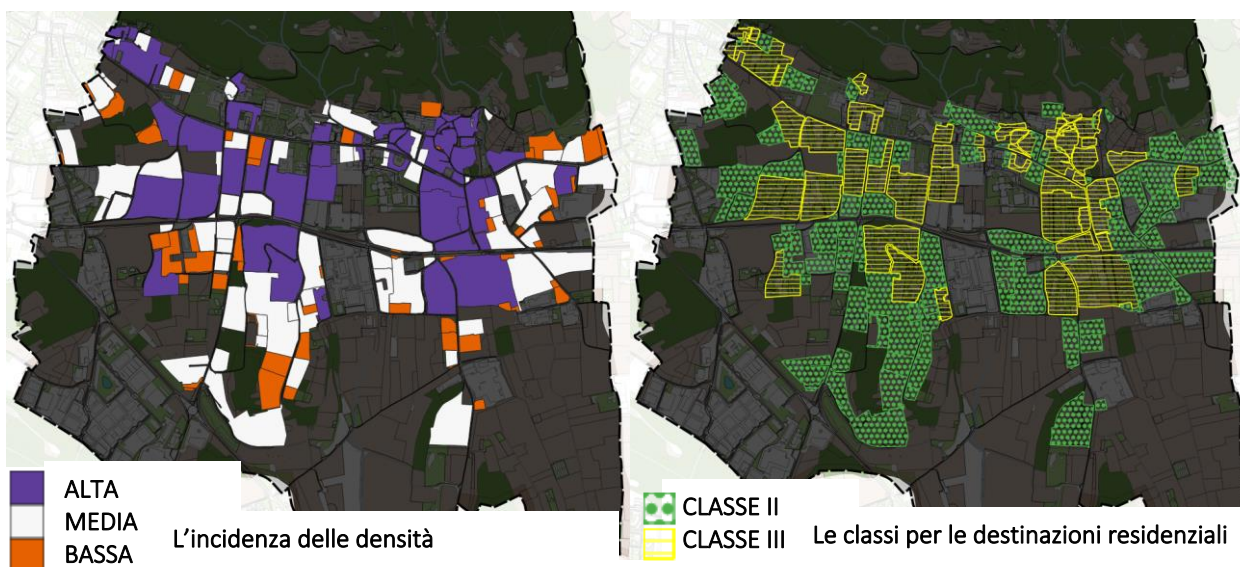 ALTA
MEDIA
BASSA
L'incidenza delle densità
CLASSE II
CLASSE III
Le classi per le destinazioni residenziali